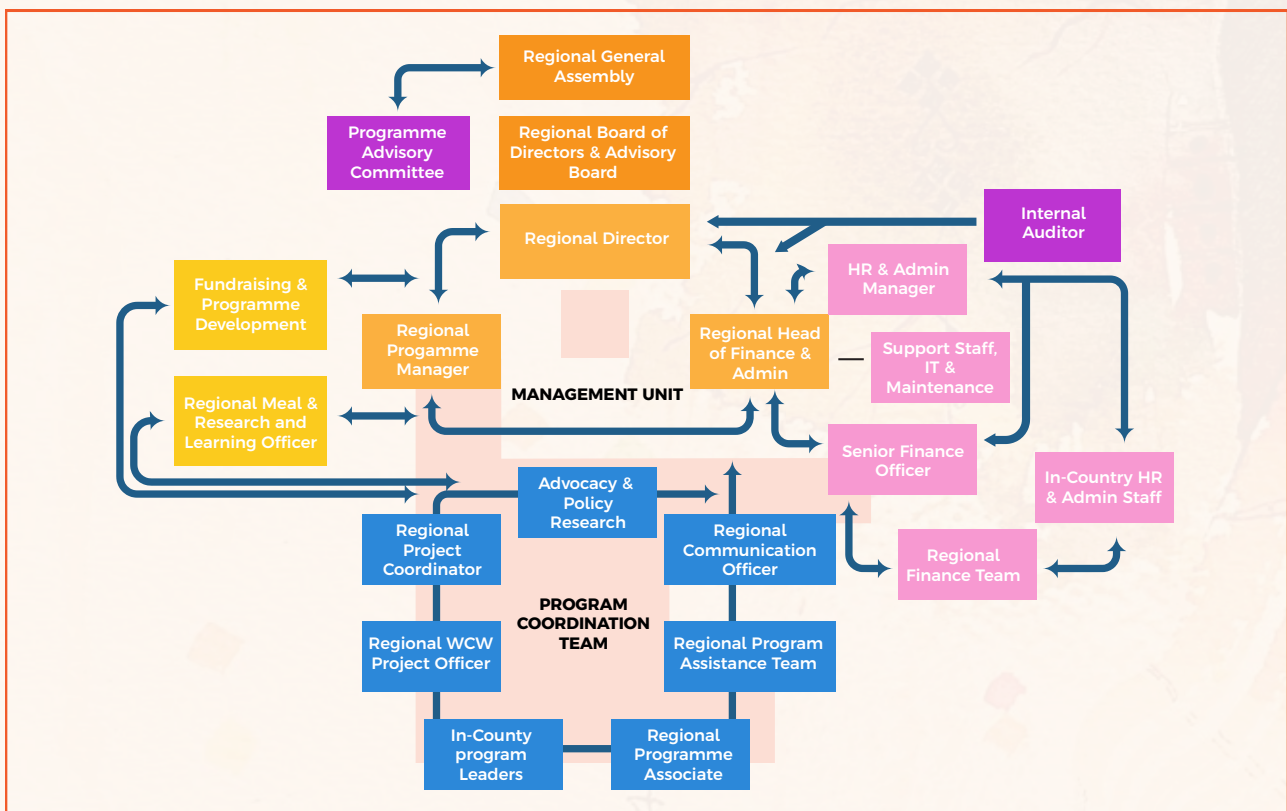 Regional General
Assembly
Programme
Advisory
Committee
Regional Board of
Directors & Advisory
Board
Internal
Auditor
Regional Director
HR & Admin
Manager
Fundraising &
Programme
Development
Regional
Progamme
Manager
Regional Head
of Finance &
Admin
Support Staff,
IT &
Maintenance
MANAGEMENT UNIT
Regional Meal &
Research and
Learning Officer
Senior Finance
Officer
In-Country HR
& Admin Staff
Advocacy &
Policy
Research
Regional
Project
Coordinator
Regional
Communication
Officer
Regional
Finance Team
PROGRAM
COORDINATION
TEAM
Regional WCW
Project Officer
Regional Program
Assistance Team
In-County
program
Leaders
Regional
Programme
Associate